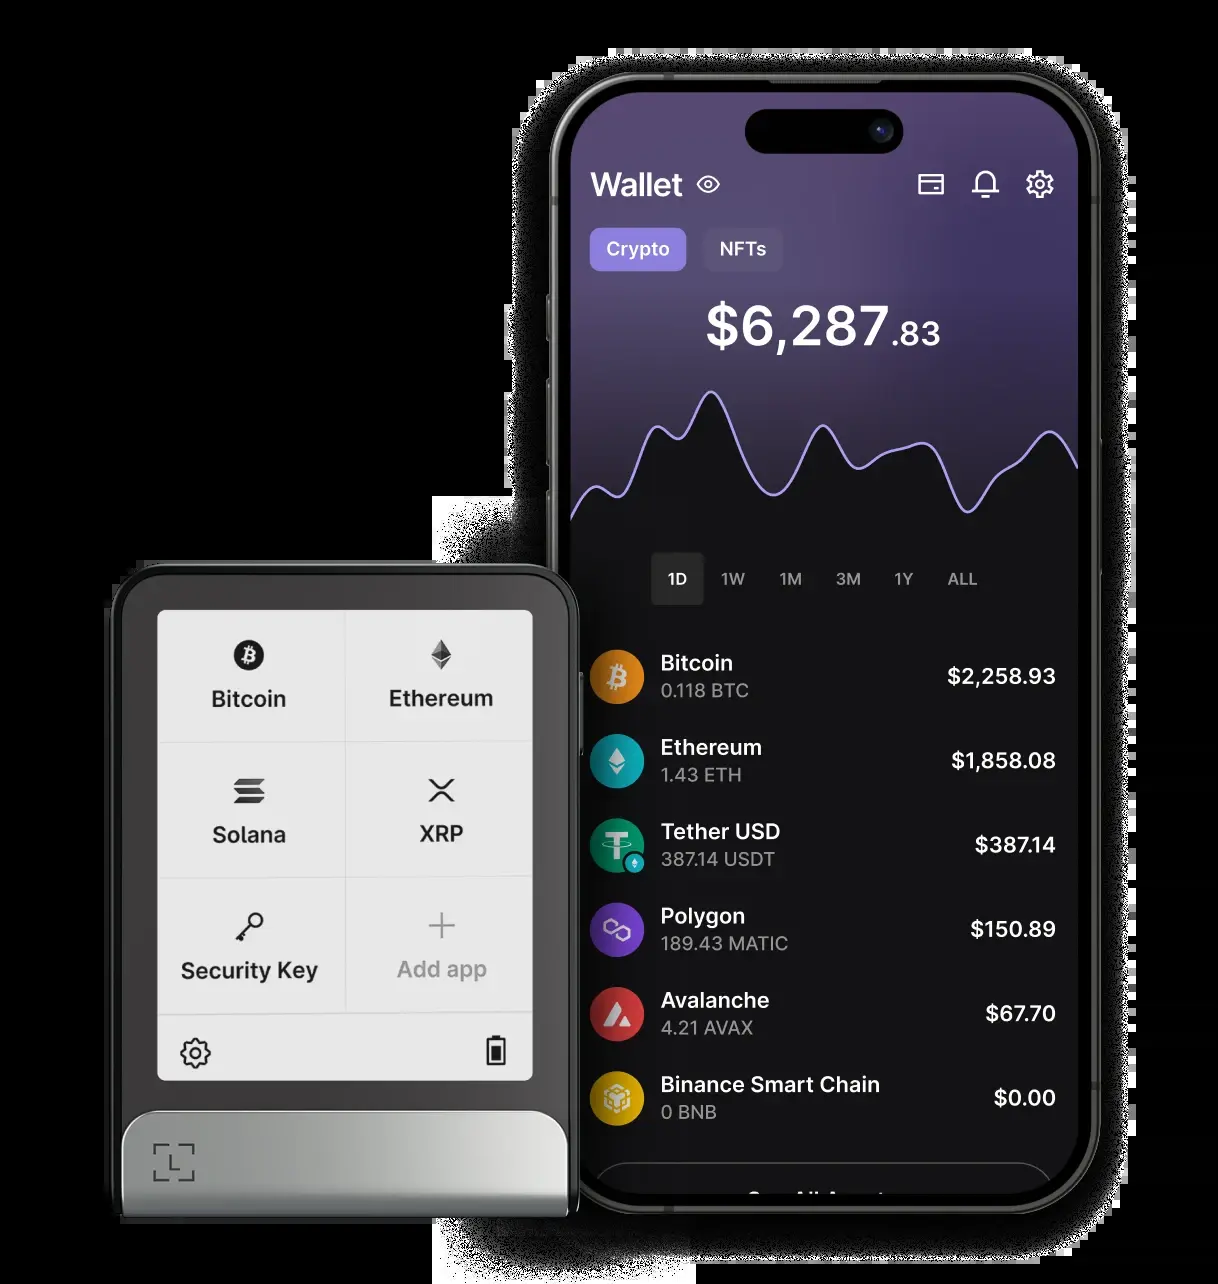 Wallet
Crypto NFTs
$6,287.83
1D 1W 1M 3M 1Y ALL
Bitcoin
0.118 BTC
$2,258.93
Ethereum
1.43 ETH
$1,858.08
Tether USD
387.14 USDT
$387.14
Polygon
189.43 MATIC
$150.89
Avalanche
4.21 AVAX
$67.70
Binance Smart Chain
0 BNB
$0.00
Bitcoin
Ethereum
Solana
XRP
Security Key
Add app
L